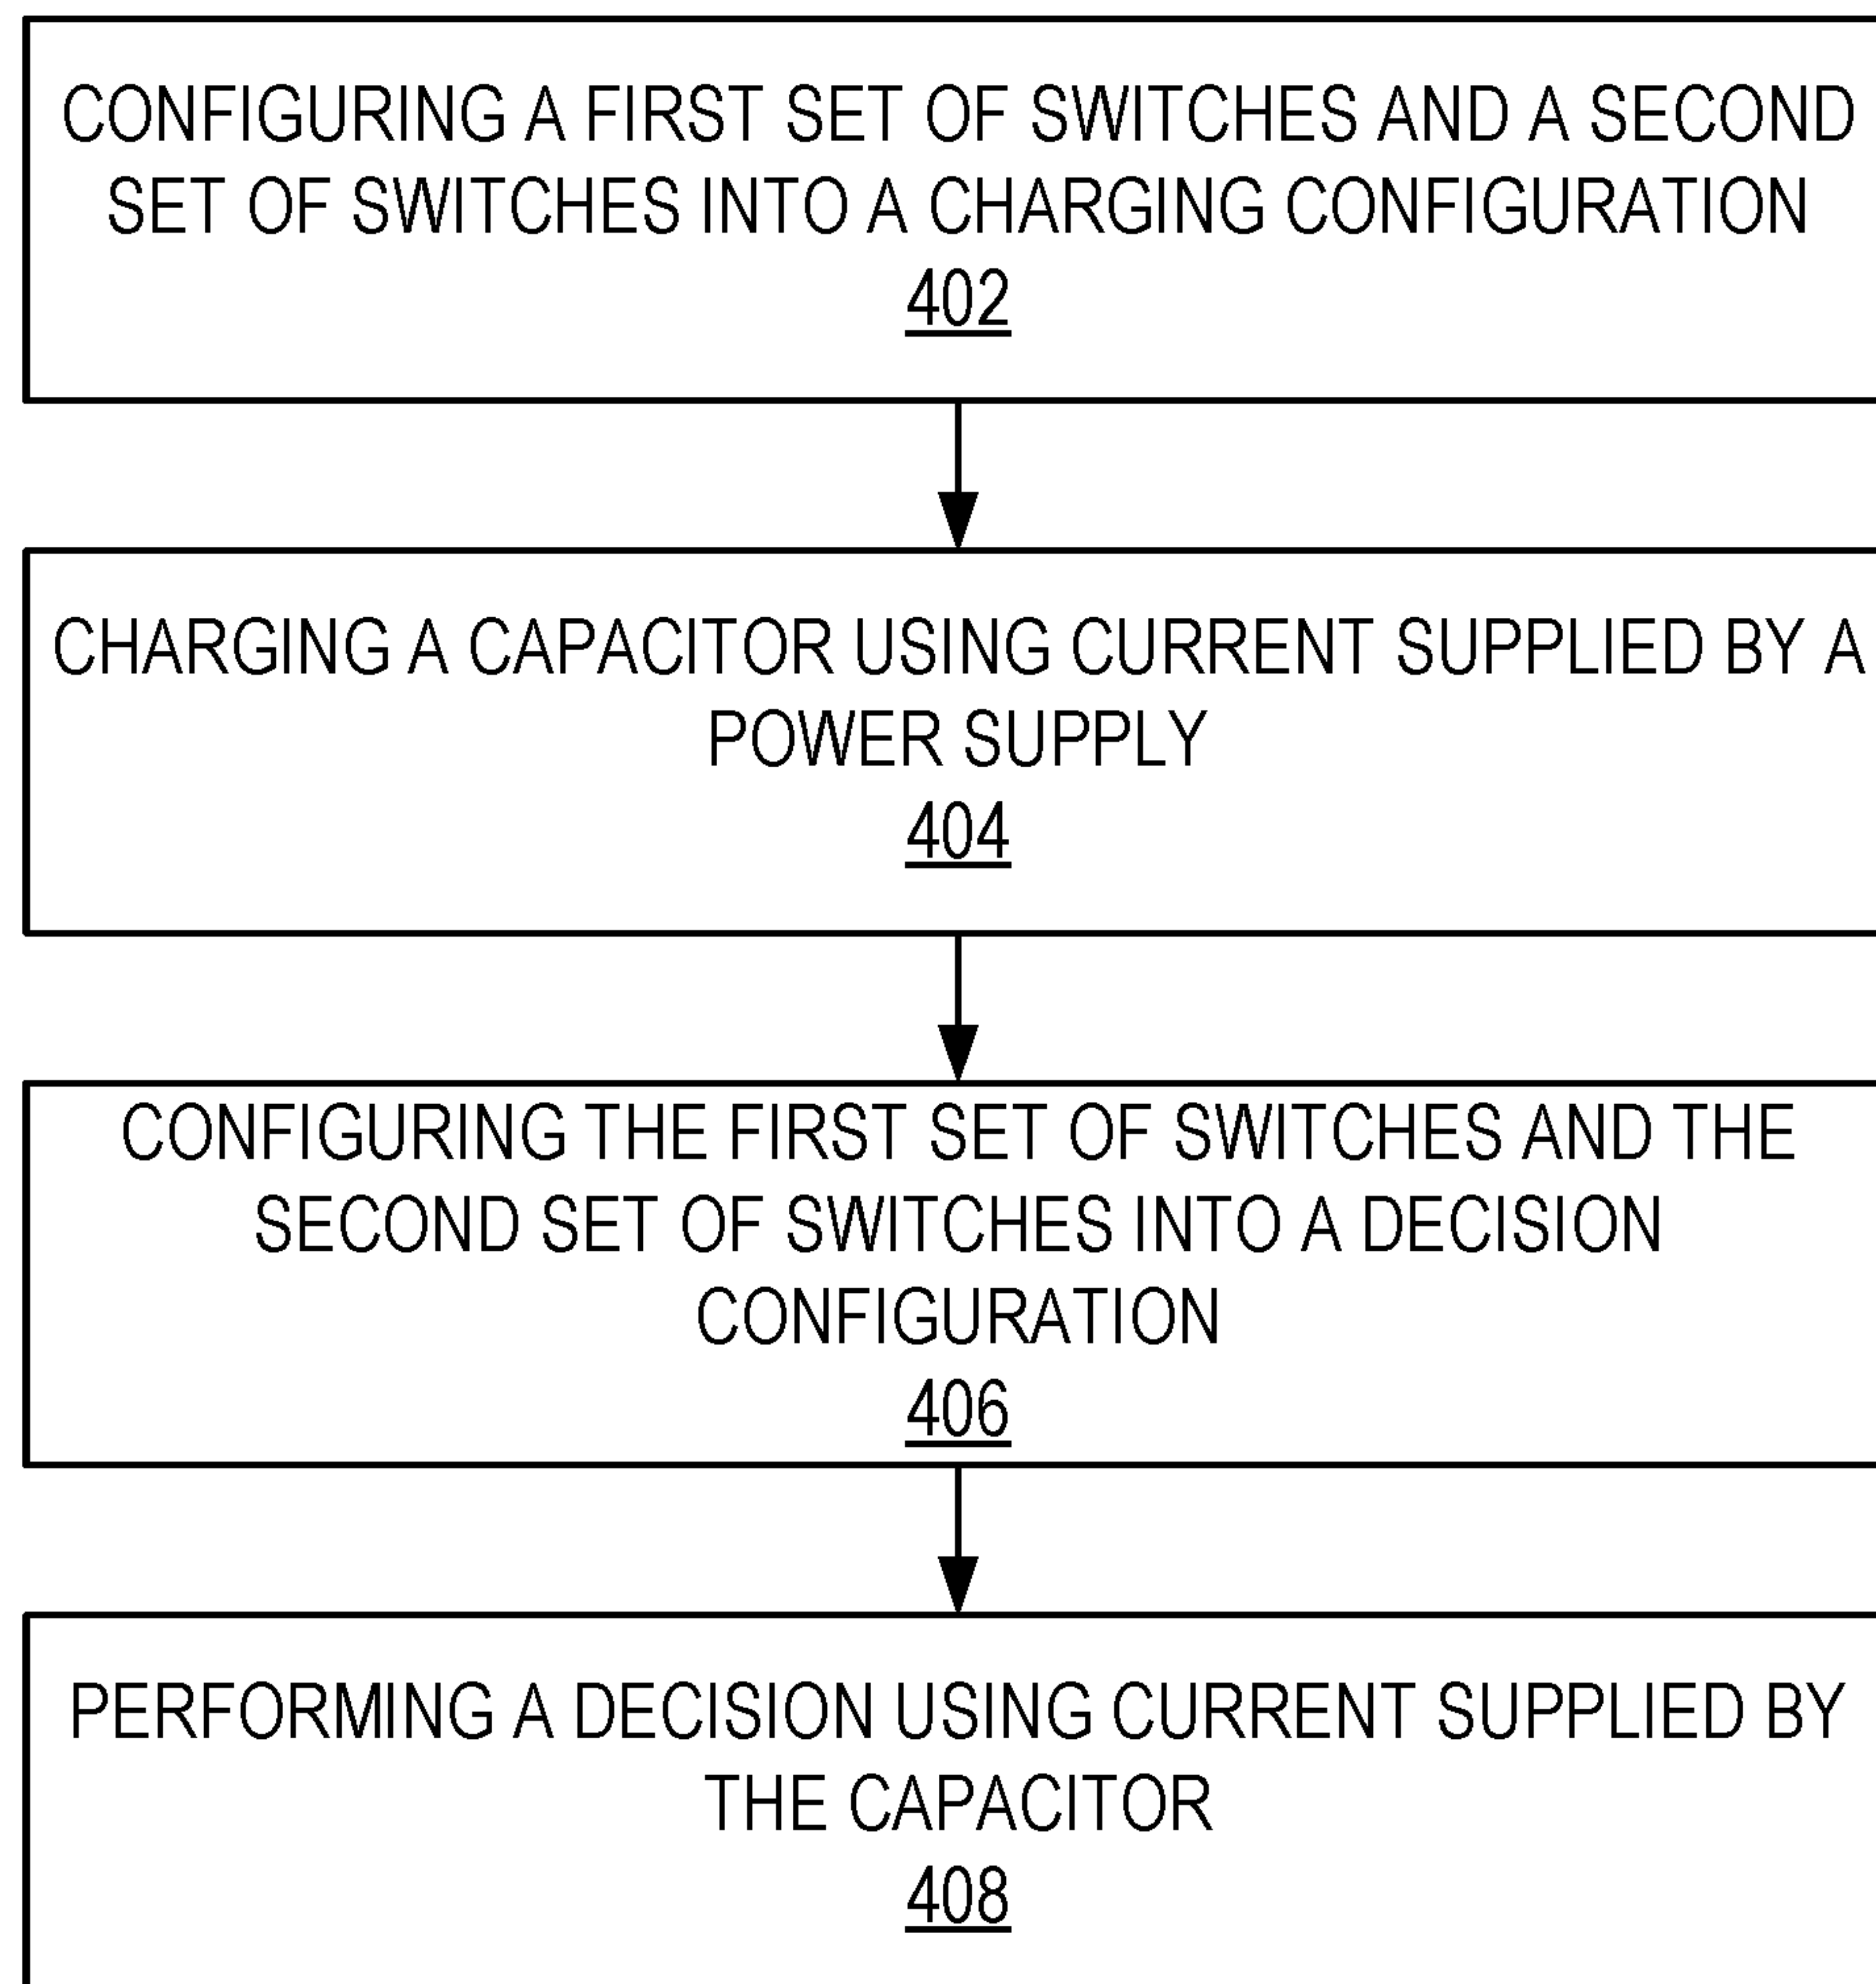 CONFIGURING A FIRST SET OF SWITCHES AND A SECOND
SET OF SWITCHES INTO A CHARGING CONFIGURATION
402
CHARGING A CAPACITOR USING CURRENT SUPPLIED BY A
POWER SUPPLY
404
CONFIGURING THE FIRST SET OF SWITCHES AND THE
SECOND SET OF SWITCHES INTO A DECISION
CONFIGURATION
406
PERFORMING A DECISION USING CURRENT SUPPLIED BY
THE CAPACITOR
408